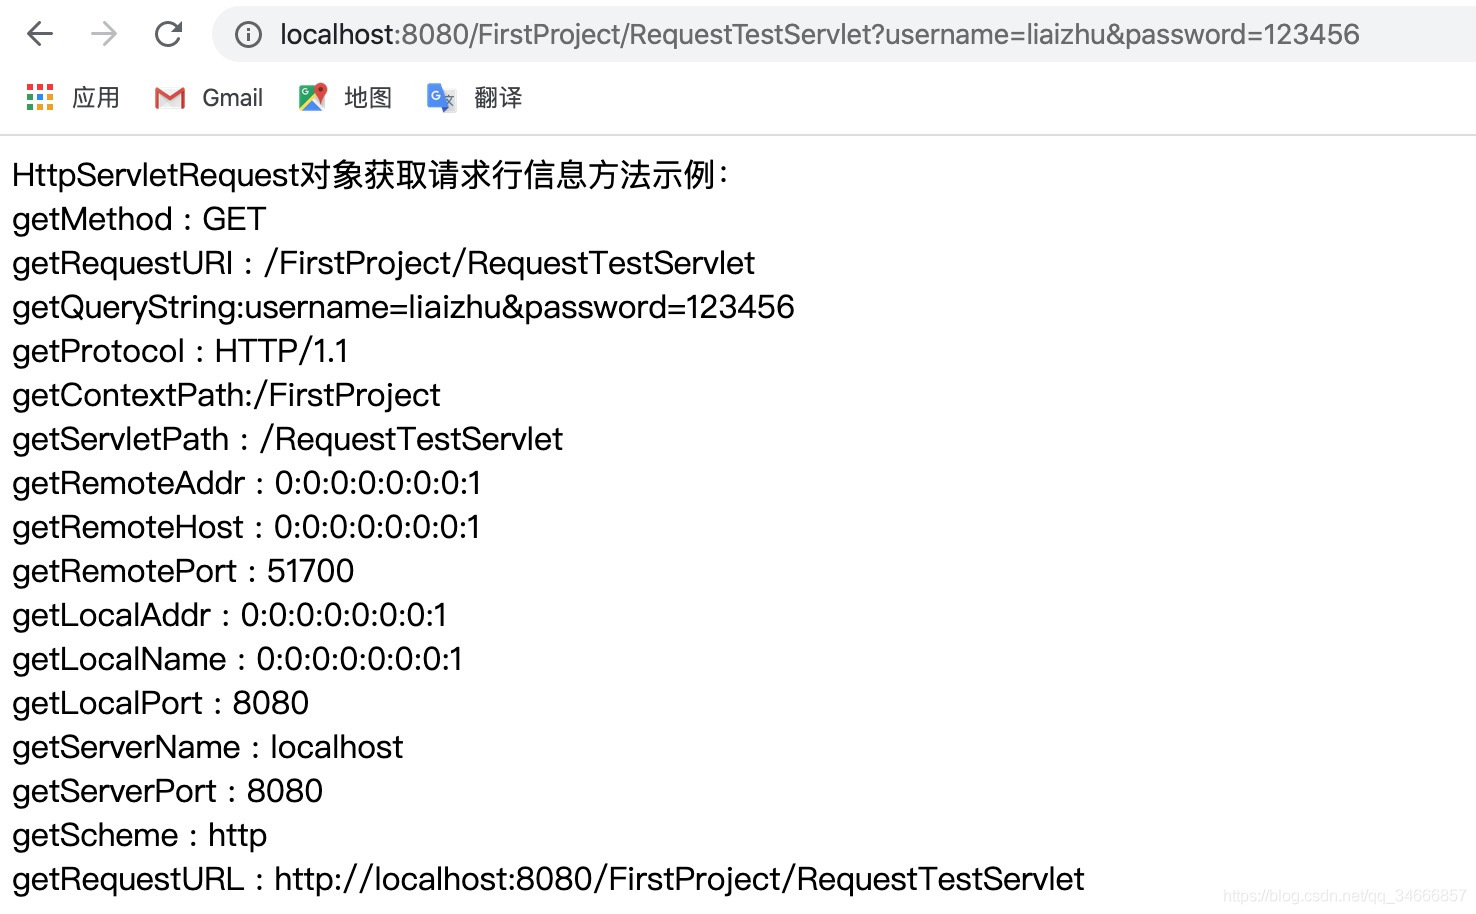 localhost:8080/FirstProject/RequestTestServlet?username=liaizhu&password=123456
应用 Gmail 地图 翻译
HttpServletRequest对象获取请求行信息方法示例：
getMethod : GET
getRequestURI : /FirstProject/RequestTestServlet
getQueryString:username=liaizhu&password=123456
getProtocol : HTTP/1.1
getContextPath:/FirstProject
getServletPath : /RequestTestServlet
getRemoteAddr : 0:0:0:0:0:0:0:1
getRemoteHost : 0:0:0:0:0:0:0:1
getRemotePort : 51700
getLocalAddr : 0:0:0:0:0:0:0:1
getLocalName : 0:0:0:0:0:0:0:1
getLocalPort : 8080
getServerName : localhost
getServerPort : 8080
getScheme : http
getRequestURL : http://localhost:8080/FirstProject/RequestTestServlet
https://blog.csdn.net/qq_34666857